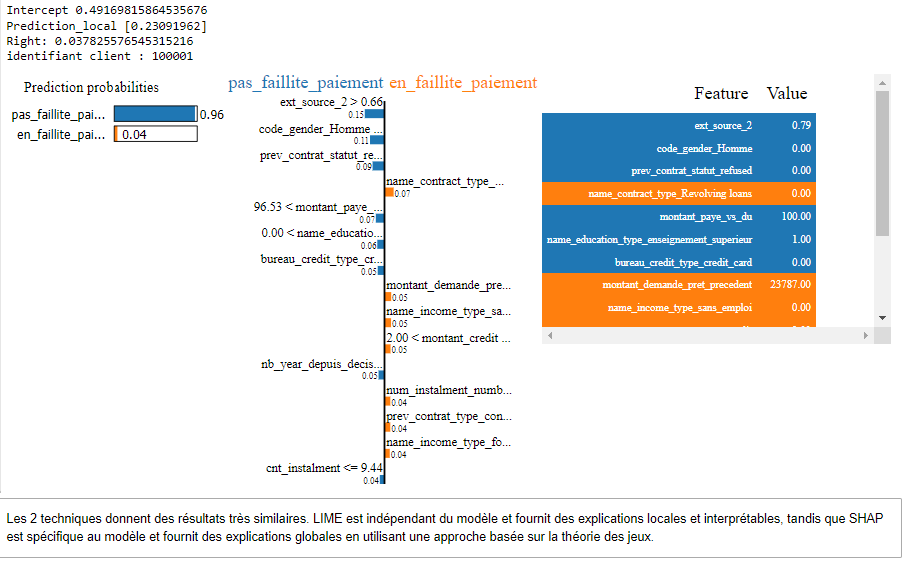 Intercept 0.49169815864535676
Prediction_local [0.23091962]
Right: 0.037825576545315216
identifiant client : 100001
Prediction probabilities
pas_faillite_pai... 0.96
en_faillite_pai... 0.04
pas_faillite_paiement en_faillite_paiement
ext_source_2 > 0.66
0.15
code_gender_Homme ...
0.11
prev_contrat_statut_re...
0.09
name_contract_type_...
0.07
96.53 < montant_paye_...
0.07
0.00 < name_educatio...
0.06
bureau_credit_type_cr...
0.05
montant_demande_pre...
0.05
name_income_type_sa...
0.05
2.00 < montant_credit ...
0.05
nb_year_depuis_decis...
0.05
num_instalment_numb...
0.04
prev_contrat_type_con...
0.04
name_income_type_fo...
0.04
cnt_instalment <= 9.44
0.04
Feature Value
ext_source_2 0.79
code_gender_Homme 0.00
prev_contrat_statut_refused 0.00
name_contract_type_Revolving loans 0.00
montant_paye_vs_du 100.00
name_education_type_enseignement_superieur 1.00
bureau_credit_type_credit_card 0.00
montant_demande_pret_precedent 23787.00
name_income_type_sans_emploi 0.00
Les 2 techniques donnent des résultats très similaires. LIME est indépendant du modèle et fournit des explications locales et interprétables, tandis que SHAP
est spécifique au modèle et fournit des explications globales en utilisant une approche basée sur la théorie des jeux.